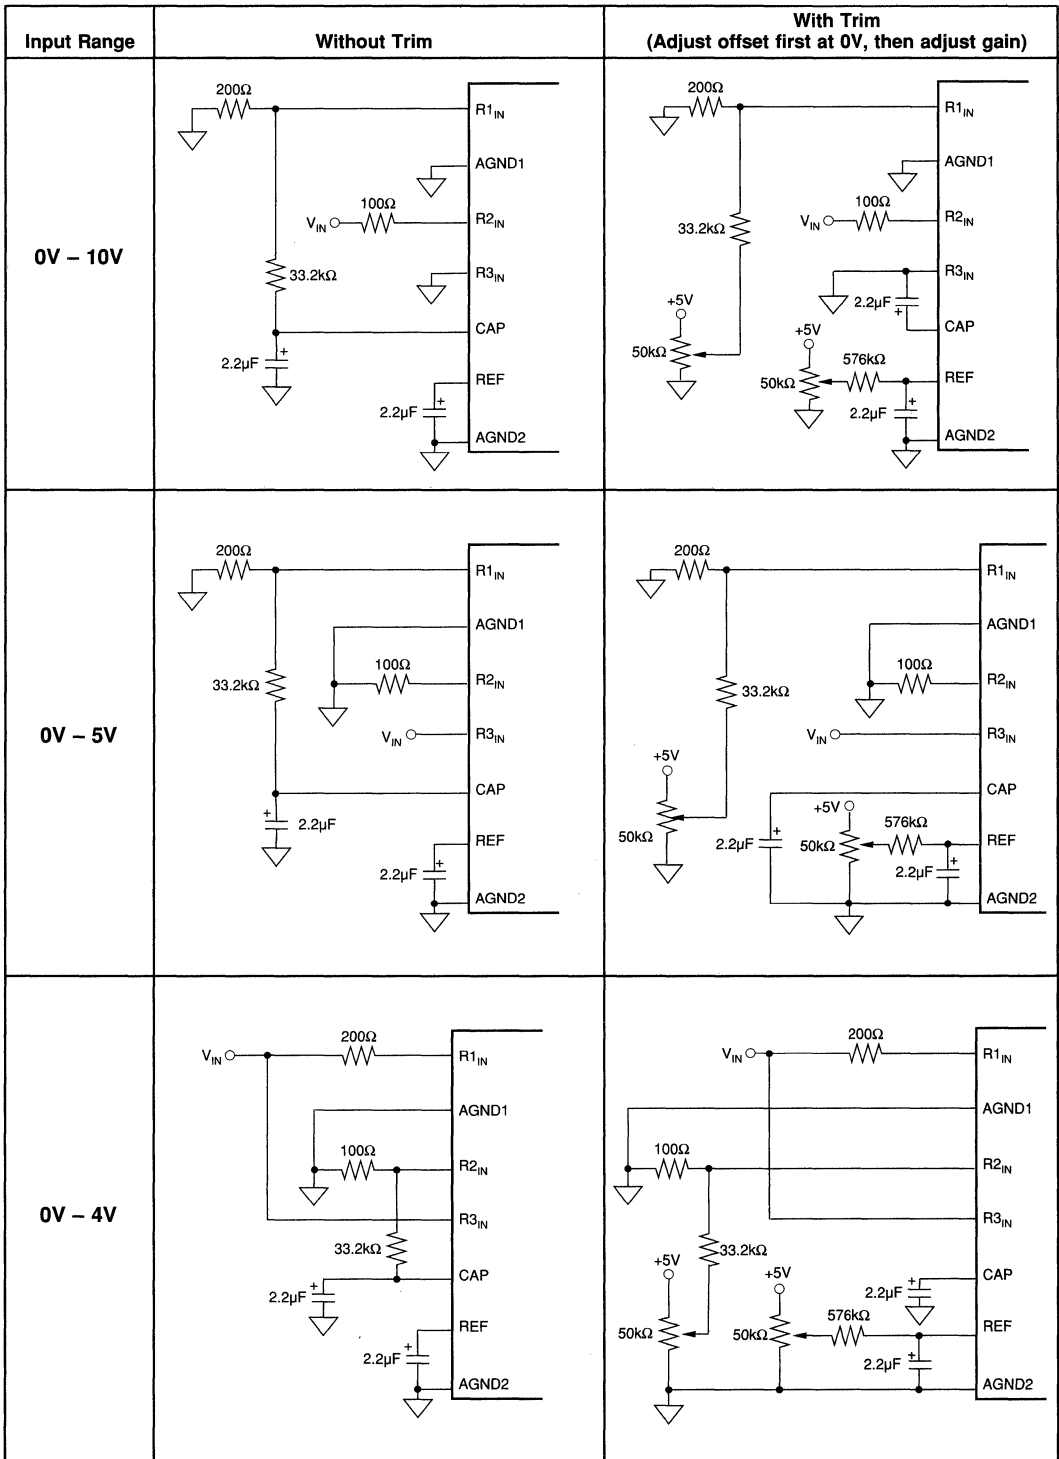 Input Range
Without Trim
With Trim
(Adjust offset first at 0V, then adjust gain)
0V – 10V
200Ω
R1IN
AGND1
100Ω
VIN
R2IN
33.2kΩ
R3IN
CAP
2.2µF
REF
2.2µF
AGND2
200Ω
R1IN
AGND1
100Ω
VIN
R2IN
33.2kΩ
R3IN
2.2µF
+5V
CAP
+5V
50kΩ
576kΩ
REF
50kΩ
2.2µF
AGND2
0V – 5V
200Ω
R1IN
AGND1
100Ω
R2IN
33.2kΩ
VIN
R3IN
CAP
2.2µF
REF
2.2µF
AGND2
200Ω
R1IN
AGND1
100Ω
R2IN
33.2kΩ
VIN
R3IN
+5V
CAP
+5V
50kΩ
2.2µF
50kΩ
576kΩ
REF
2.2µF
AGND2
0V – 4V
200Ω
VIN
R1IN
AGND1
100Ω
R2IN
R3IN
33.2kΩ
CAP
2.2µF
REF
2.2µF
AGND2
200Ω
VIN
R1IN
AGND1
100Ω
R2IN
R3IN
33.2kΩ
+5V
+5V
CAP
2.2µF
50kΩ
50kΩ
576kΩ
REF
2.2µF
AGND2